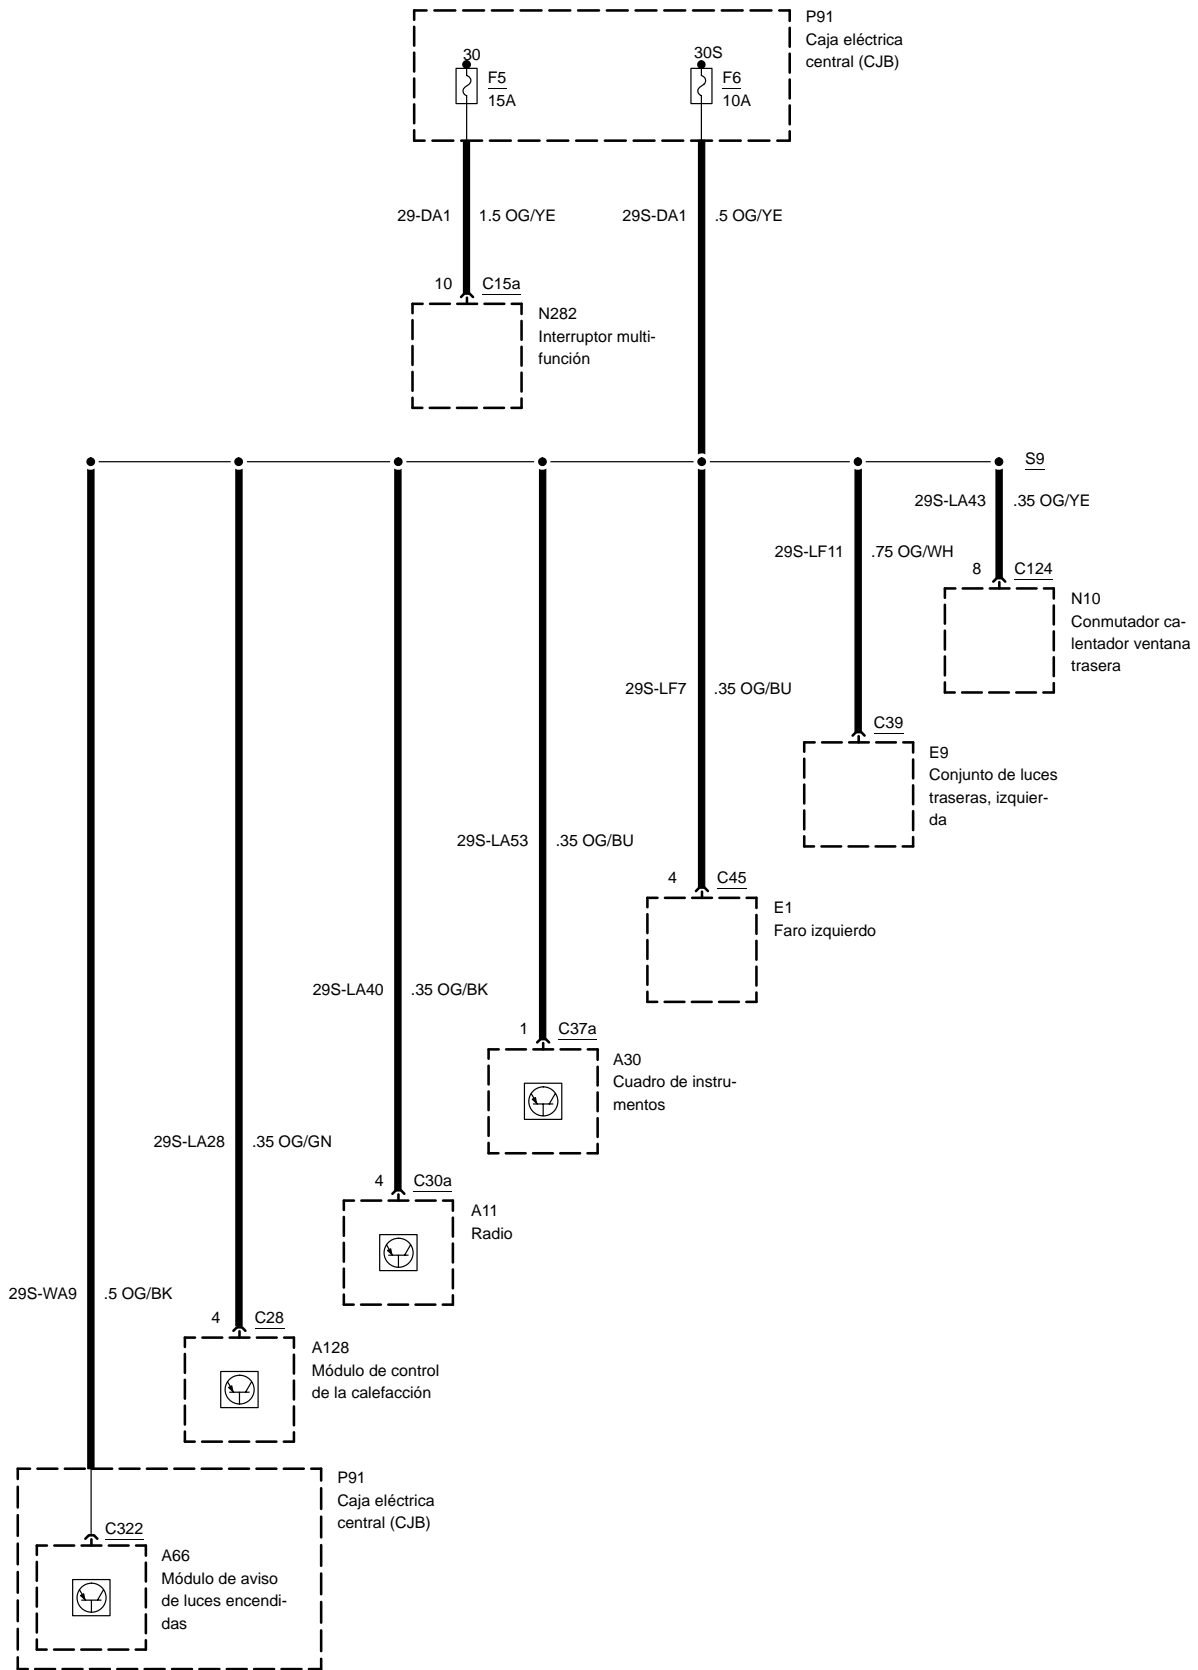 P91
Caja eléctrica
central (CJB)
30
F5
15A
30S
F6
10A
29-DA1
1.5 OG/YE
29S-DA1
.5 OG/YE
10
C15a
N282
Interruptor multi-
función
S9
29S-LA43
.35 OG/YE
29S-LF11
.75 OG/WH
8
C124
N10
Conmutador ca-
lentador ventana
trasera
29S-LF7
.35 OG/BU
C39
E9
Conjunto de luces
traseras, izquier-
da
29S-LA53
.35 OG/BU
4
C45
E1
Faro izquierdo
29S-LA40
.35 OG/BK
1
C37a
A30
Cuadro de instru-
mentos
29S-LA28
.35 OG/GN
4
C30a
A11
Radio
29S-WA9
.5 OG/BK
4
C28
A128
Módulo de control
de la calefacción
P91
Caja eléctrica
central (CJB)
C322
A66
Módulo de aviso
de luces encendi-
das